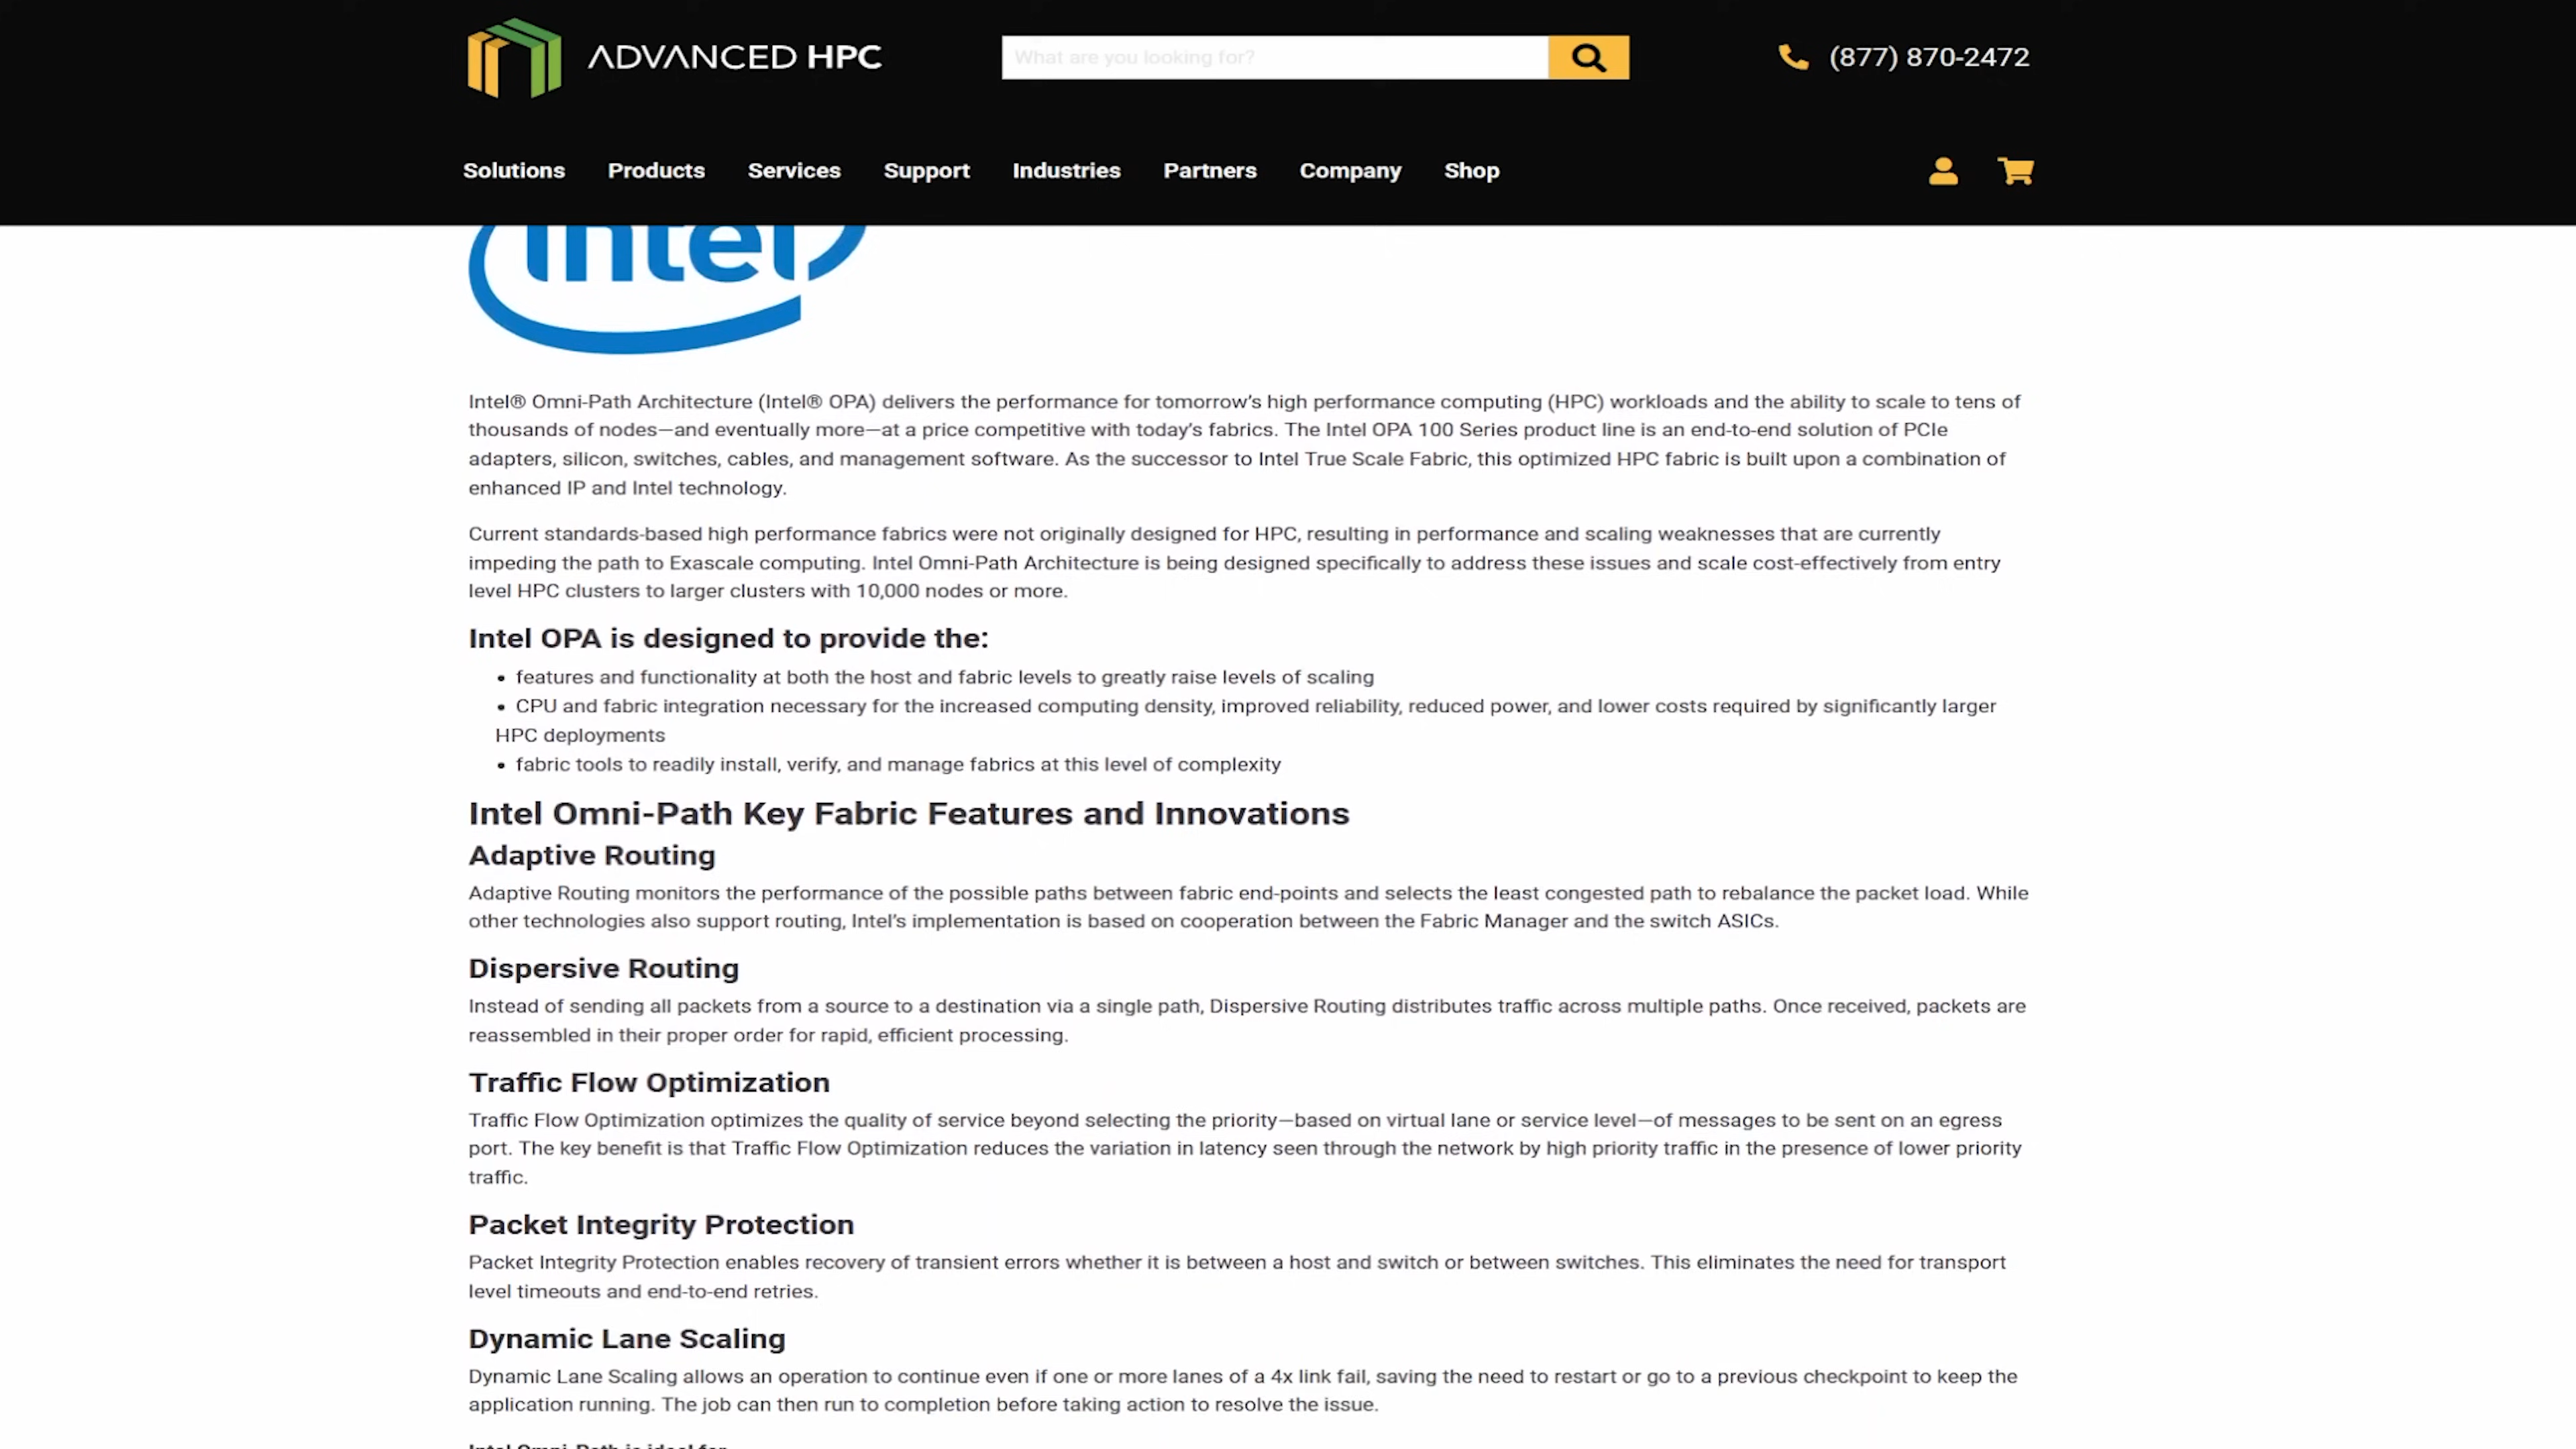 ADVANCED HPC
What are you looking for?
(877) 870-2472
Solutions Products Services Support Industries Partners Company Shop
intel
Intel® Omni-Path Architecture (Intel® OPA) delivers the performance for tomorrow's high performance computing (HPC) workloads and the ability to scale to tens of
thousands of nodes—and eventually more—at a price competitive with today's fabrics. The Intel OPA 100 Series product line is an end-to-end solution of PCIe
adapters, silicon, switches, cables, and management software. As the successor to Intel True Scale Fabric, this optimized HPC fabric is built upon a combination of
enhanced IP and Intel technology.
Current standards-based high performance fabrics were not originally designed for HPC, resulting in performance and scaling weaknesses that are currently
impeding the path to Exascale computing. Intel Omni-Path Architecture is being designed specifically to address these issues and scale cost-effectively from entry
level HPC clusters to larger clusters with 10,000 nodes or more.
Intel OPA is designed to provide the:
• features and functionality at both the host and fabric levels to greatly raise levels of scaling
• CPU and fabric integration necessary for the increased computing density, improved reliability, reduced power, and lower costs required by significantly larger
HPC deployments
• fabric tools to readily install, verify, and manage fabrics at this level of complexity
Intel Omni-Path Key Fabric Features and Innovations
Adaptive Routing
Adaptive Routing monitors the performance of the possible paths between fabric end-points and selects the least congested path to rebalance the packet load. While
other technologies also support routing, Intel's implementation is based on cooperation between the Fabric Manager and the switch ASICs.
Dispersive Routing
Instead of sending all packets from a source to a destination via a single path, Dispersive Routing distributes traffic across multiple paths. Once received, packets are
reassembled in their proper order for rapid, efficient processing.
Traffic Flow Optimization
Traffic Flow Optimization optimizes the quality of service beyond selecting the priority—based on virtual lane or service level—of messages to be sent on an egress
port. The key benefit is that Traffic Flow Optimization reduces the variation in latency seen through the network by high priority traffic in the presence of lower priority
traffic.
Packet Integrity Protection
Packet Integrity Protection enables recovery of transient errors whether it is between a host and switch or between switches. This eliminates the need for transport
level timeouts and end-to-end retries.
Dynamic Lane Scaling
Dynamic Lane Scaling allows an operation to continue even if one or more lanes of a 4x link fail, saving the need to restart or go to a previous checkpoint to keep the
application running. The job can then run to completion before taking action to resolve the issue.
Intel Omni-Path is ideal for